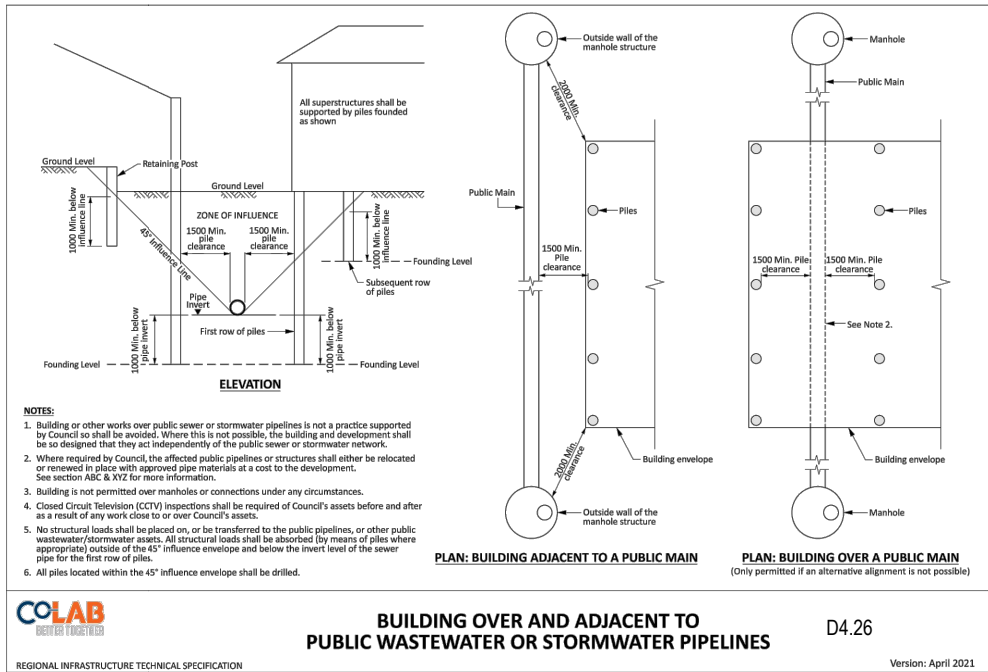 All superstructures shall be
supported by piles founded
as shown
Ground Level
Retaining Post
Ground Level
1000 Min. below
influence line
ZONE OF INFLUENCE
1500 Min.
pile
clearance
1500 Min.
pile
clearance
45° Influence Line
1000 Min. below
influence line
Founding Level
Subsequent row
of piles
Pipe
Invert
First row of piles
1000 Min. below
pipe invert
1000 Min. below
pipe invert
Founding Level
Founding Level
ELEVATION
Outside wall of the
manhole structure
2000 Min.
clearance
Public Main
Piles
1500 Min.
Pile
clearance
Building envelope
2000 Min.
clearance
Outside wall of the
manhole structure
PLAN: BUILDING ADJACENT TO A PUBLIC MAIN
Manhole
Public Main
Piles
1500 Min. Pile
clearance
1500 Min. Pile
clearance
See Note 2.
Building envelope
Manhole
PLAN: BUILDING OVER A PUBLIC MAIN
(Only permitted if an alternative alignment is not possible)
NOTES:
1. Building or other works over public sewer or stormwater pipelines is not a practice supported
by Council so shall be avoided. Where this is not possible, the building and development shall
be so designed that they act independently of the public sewer or stormwater network.
2. Where required by Council, the affected public pipelines or structures shall either be relocated
or renewed in place with approved pipe materials at a cost to the development.
See section ABC & XYZ for more information.
3. Building is not permitted over manholes or connections under any circumstances.
4. Closed Circuit Television (CCTV) inspections shall be required of Council's assets before and after
as a result of any work close to or over Council's assets.
5. No structural loads shall be placed on, or be transferred to the public pipelines, or other public
wastewater/stormwater assets. All structural loads shall be absorbed (by means of piles where
appropriate) outside of the 45° influence envelope and below the invert level of the sewer
pipe for the first row of piles.
6. All piles located within the 45° influence envelope shall be drilled.
COLAB
BETTER TOGETHER
REGIONAL INFRASTRUCTURE TECHNICAL SPECIFICATION
BUILDING OVER AND ADJACENT TO
PUBLIC WASTEWATER OR STORMWATER PIPELINES
D4.26
Version: April 2021